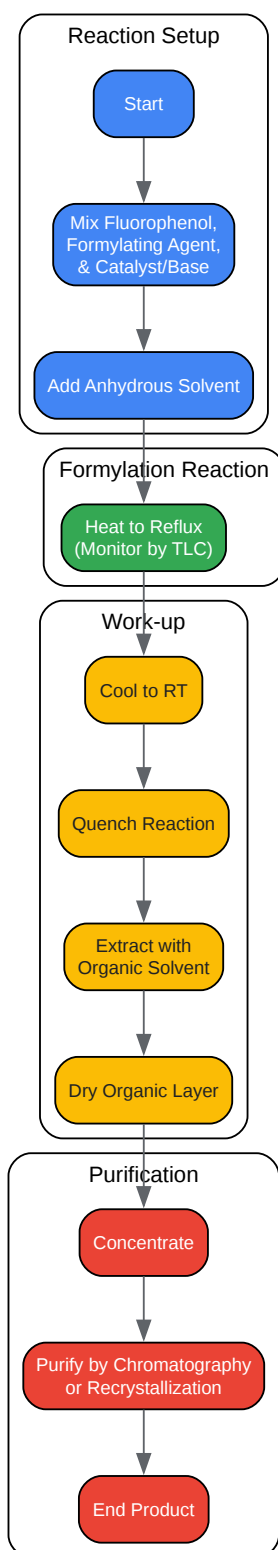 Reaction Setup
Start
Mix Fluorophenol,
Formylating Agent,
& Catalyst/Base
Add Anhydrous Solvent
Formylation Reaction
Heat to Reflux
(Monitor by TLC)
Work-up
Cool to RT
Quench Reaction
Extract with
Organic Solvent
Dry Organic Layer
Purification
Concentrate
Purify by Chromatography
or Recrystallization
End Product